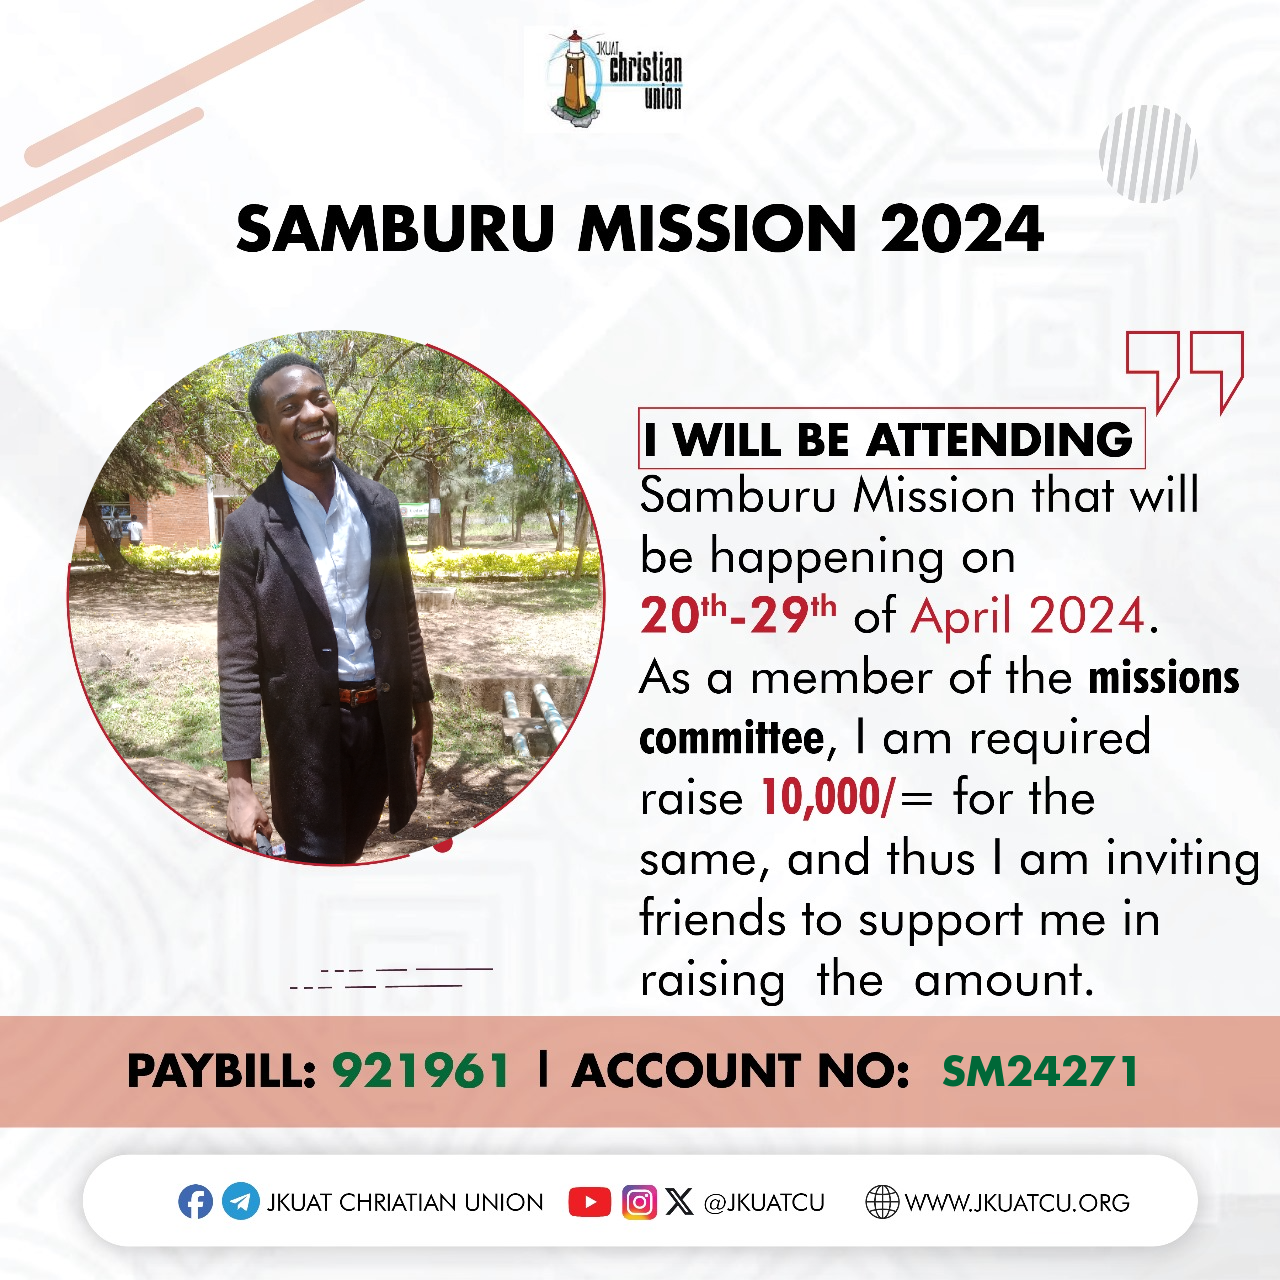 JKUAT
christian
union
SAMBURU MISSION 2024
I WILL BE ATTENDING
Samburu Mission that will
be happening on
20th-29th of April 2024.
As a member of the missions
committee, I am required
raise 10,000/= for the
same, and thus I am inviting
friends to support me in
raising the amount.
PAYBILL: 921961 | ACCOUNT NO: SM24271
JKUAT CHRIATIAN UNION @JKUATCU WWW.JKUATCU.ORG